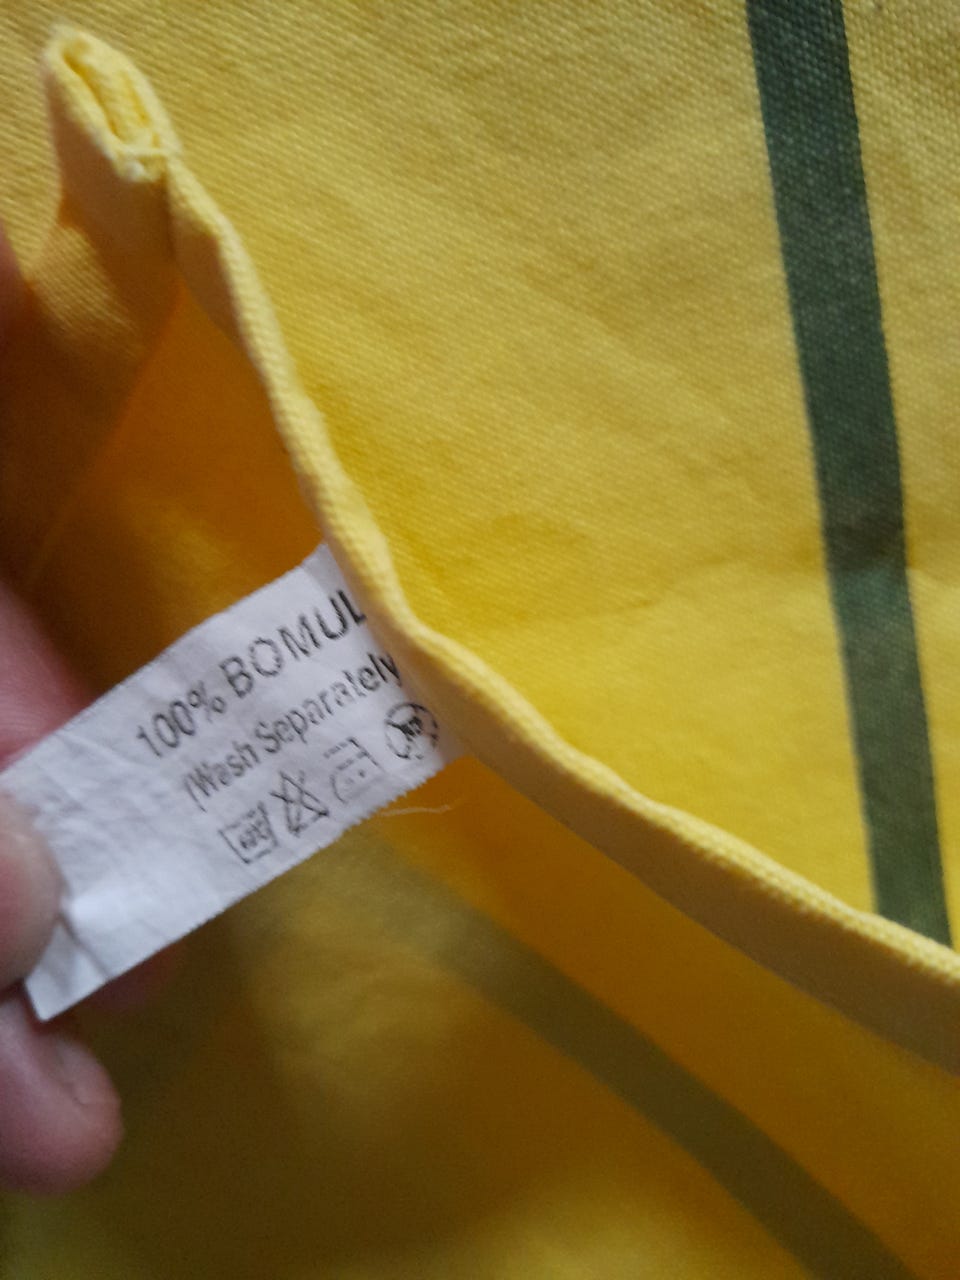 100% BOMUL
(Wash Separately